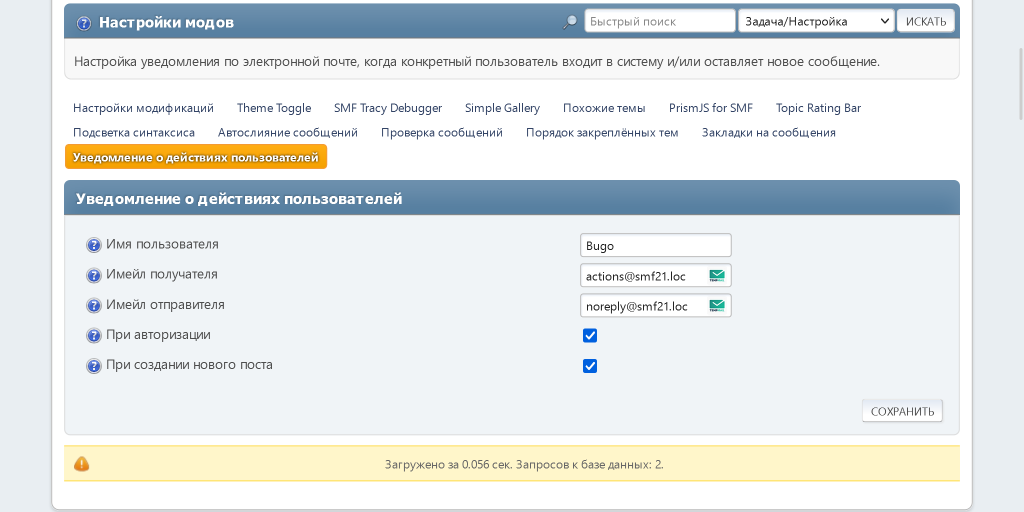 Настройки модов
Быстрый поиск
Задача/Настройка
ИСКАТЬ
Настройка уведомления по электронной почте, когда конкретный пользователь входит в систему и/или оставляет новое сообщение.
Настройки модификаций Theme Toggle SMF Tracy Debugger Simple Gallery Похожие темы PrismJS for SMF Topic Rating Bar
Подсветка синтаксиса Автослияние сообщений Проверка сообщений Порядок закреплённых тем Закладки на сообщения
Уведомление о действиях пользователей
Уведомление о действиях пользователей
Имя пользователя Bugo
Имейл получателя actions@smf21.loc
Имейл отправителя noreply@smf21.loc
При авторизации
При создании нового поста
СОХРАНИТЬ
Загружено за 0.056 сек. Запросов к базе данных: 2.